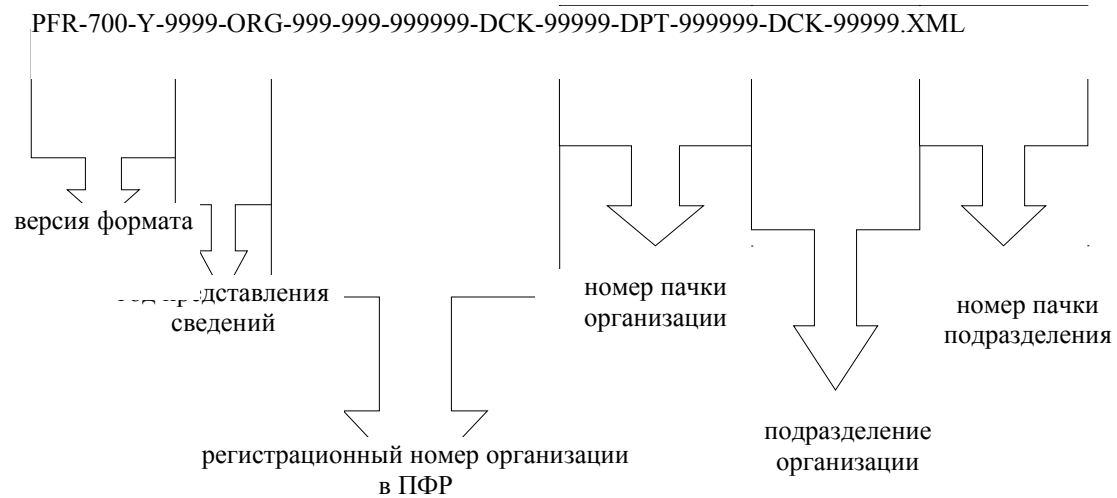 PFR-700-Y-9999-ORG-999-999-999999-DCK-99999-DPT-999999-DCK-99999.XML
версия формата
представления
сведений
номер пачки
организации
номер пачки
подразделения
регистрационный номер организации
в ПФР
подразделение
организации